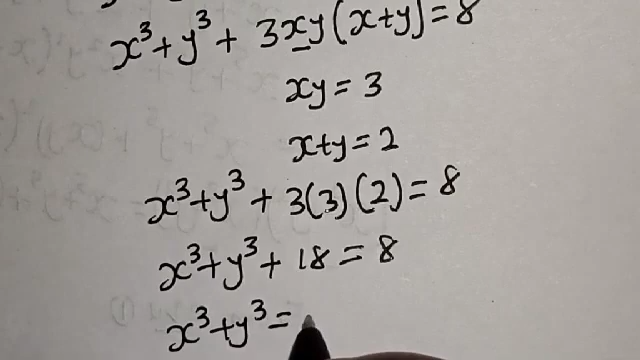 x³+y³+ 3xy(x+y)=8
xy = 3
x+y = 2
x³+y³ + 3(3)(2) = 8
x³+y³ + 18 = 8
x³+y³ =